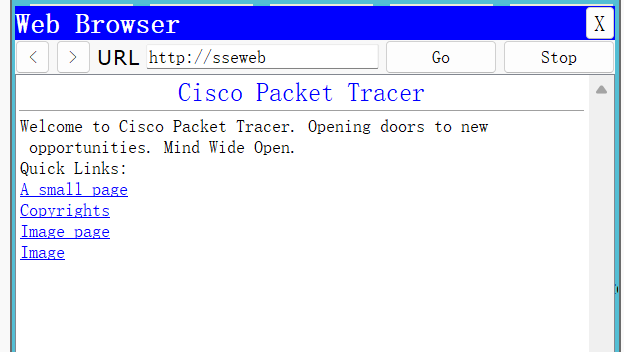 Web Browser
X
<
>
URL
http://sseweb
Go
Stop
Cisco Packet Tracer
Welcome to Cisco Packet Tracer. Opening doors to new
opportunities. Mind Wide Open.
Quick Links:
A small page
Copyrights
Image page
Image